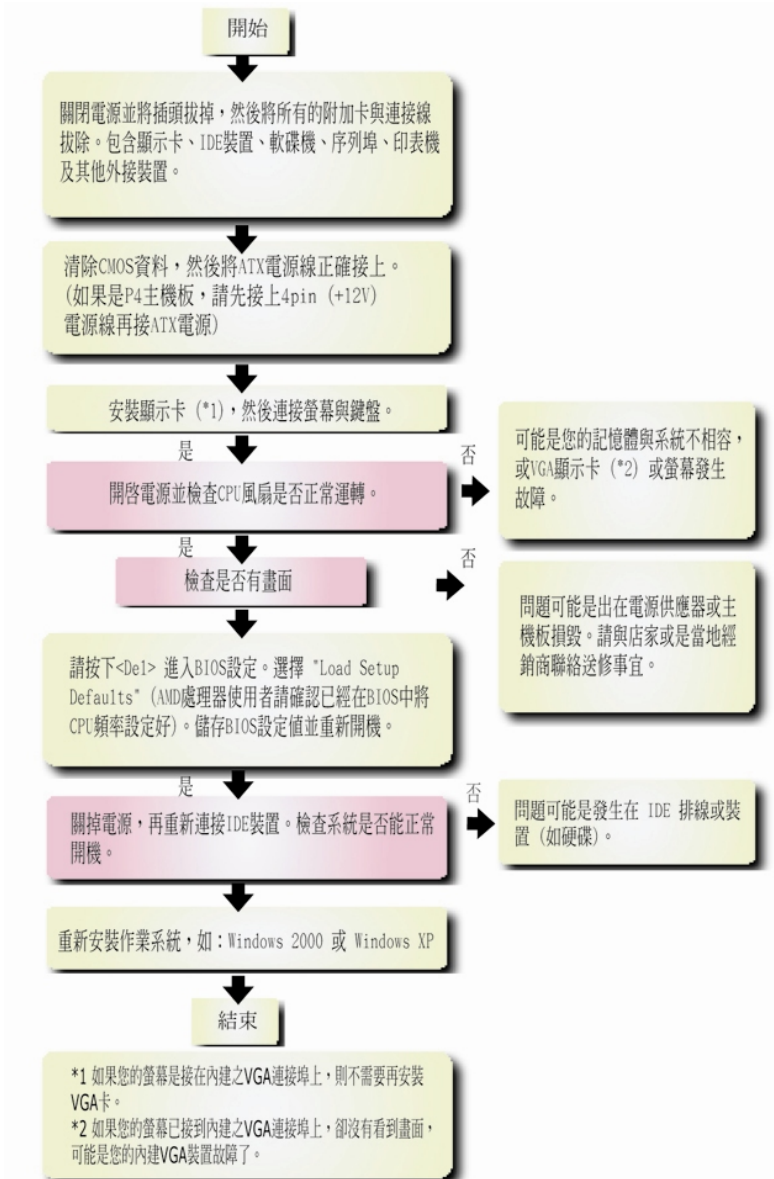 開始
關閉電源並將插頭拔掉，然後將所有的附加卡與連接線
拔除。包含顯示卡、IDE裝置、軟碟機、序列埠、印表機
及其他外接裝置。
清除CMOS資料，然後將ATX電源線正確接上。
(如果是P4主機板，請先接上4pin (+12V)
電源線再接ATX電源)
安裝顯示卡 (*1)，然後連接螢幕與鍵盤。
是
否
開啓電源並檢查CPU風扇是否正常運轉。
可能是您的記憶體與系統不相容，
或VGA顯示卡 (*2) 或螢幕發生
故障。
是
否
檢查是否有畫面
問題可能是出在電源供應器或主
機板損毀。請與店家或是當地經
銷商聯絡送修事宜。
請按下<Del> 進入BIOS設定。選擇 "Load Setup
Defaults" (AMD處理器使用者請確認已經在BIOS中將
CPU頻率設定好)。儲存BIOS設定值並重新開機。
是
否
關掉電源，再重新連接IDE裝置。檢查系統是否能正常
開機。
問題可能是發生在 IDE 排線或裝
置 (如硬碟)。
重新安裝作業系統，如：Windows 2000 或 Windows XP
結束
*1 如果您的螢幕是接在內建之VGA連接埠上，則不需要再安裝
VGA卡。
*2 如果您的螢幕已接到內建之VGA連接埠上，卻沒有看到畫面，
可能是您的內建VGA裝置故障了。